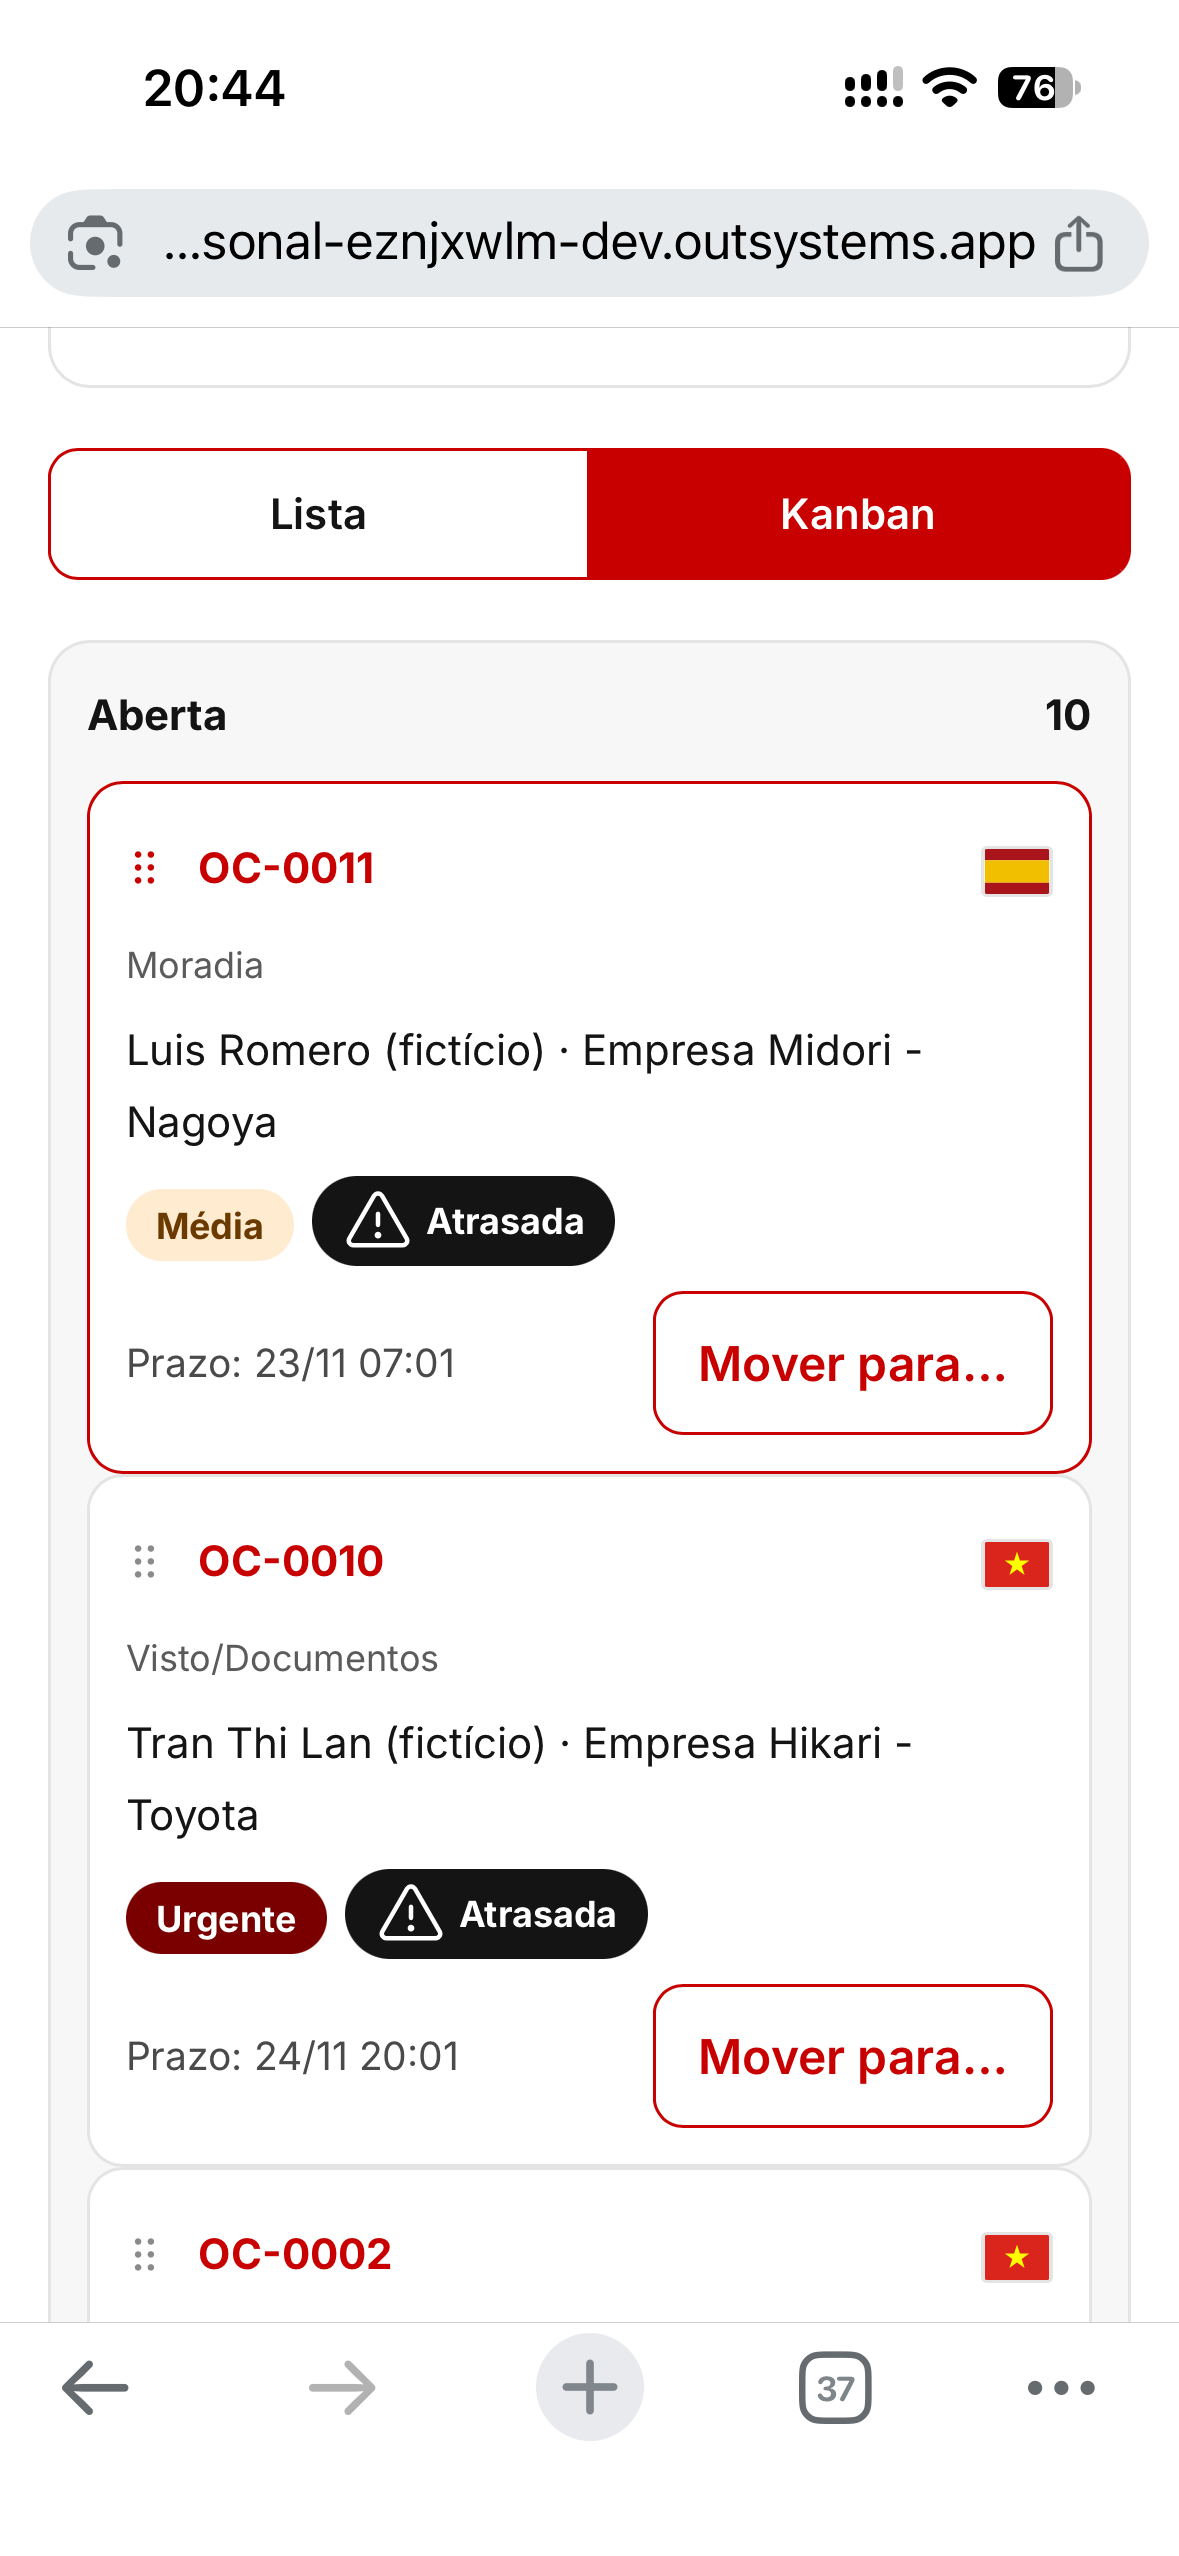 20:44
76
...sonal-eznjxwlm-dev.outsystems.app
Lista
Kanban
Aberta
10
OC-0011
Moradia
Luis Romero (fictício) · Empresa Midori -
Nagoya
Média
Atrasada
Prazo: 23/11 07:01
Mover para...
OC-0010
Visto/Documentos
Tran Thi Lan (fictício) · Empresa Hikari -
Toyota
Urgente
Atrasada
Prazo: 24/11 20:01
Mover para...
OC-0002
37